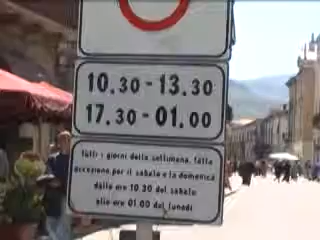 10.30 - 13.30
17.30 - 01.00
tutti i giorni della settimana, fatta
eccezione per il sabato e la domenica
dalle ore 10.30 del sabato
alle ore 01.00 del lunedì